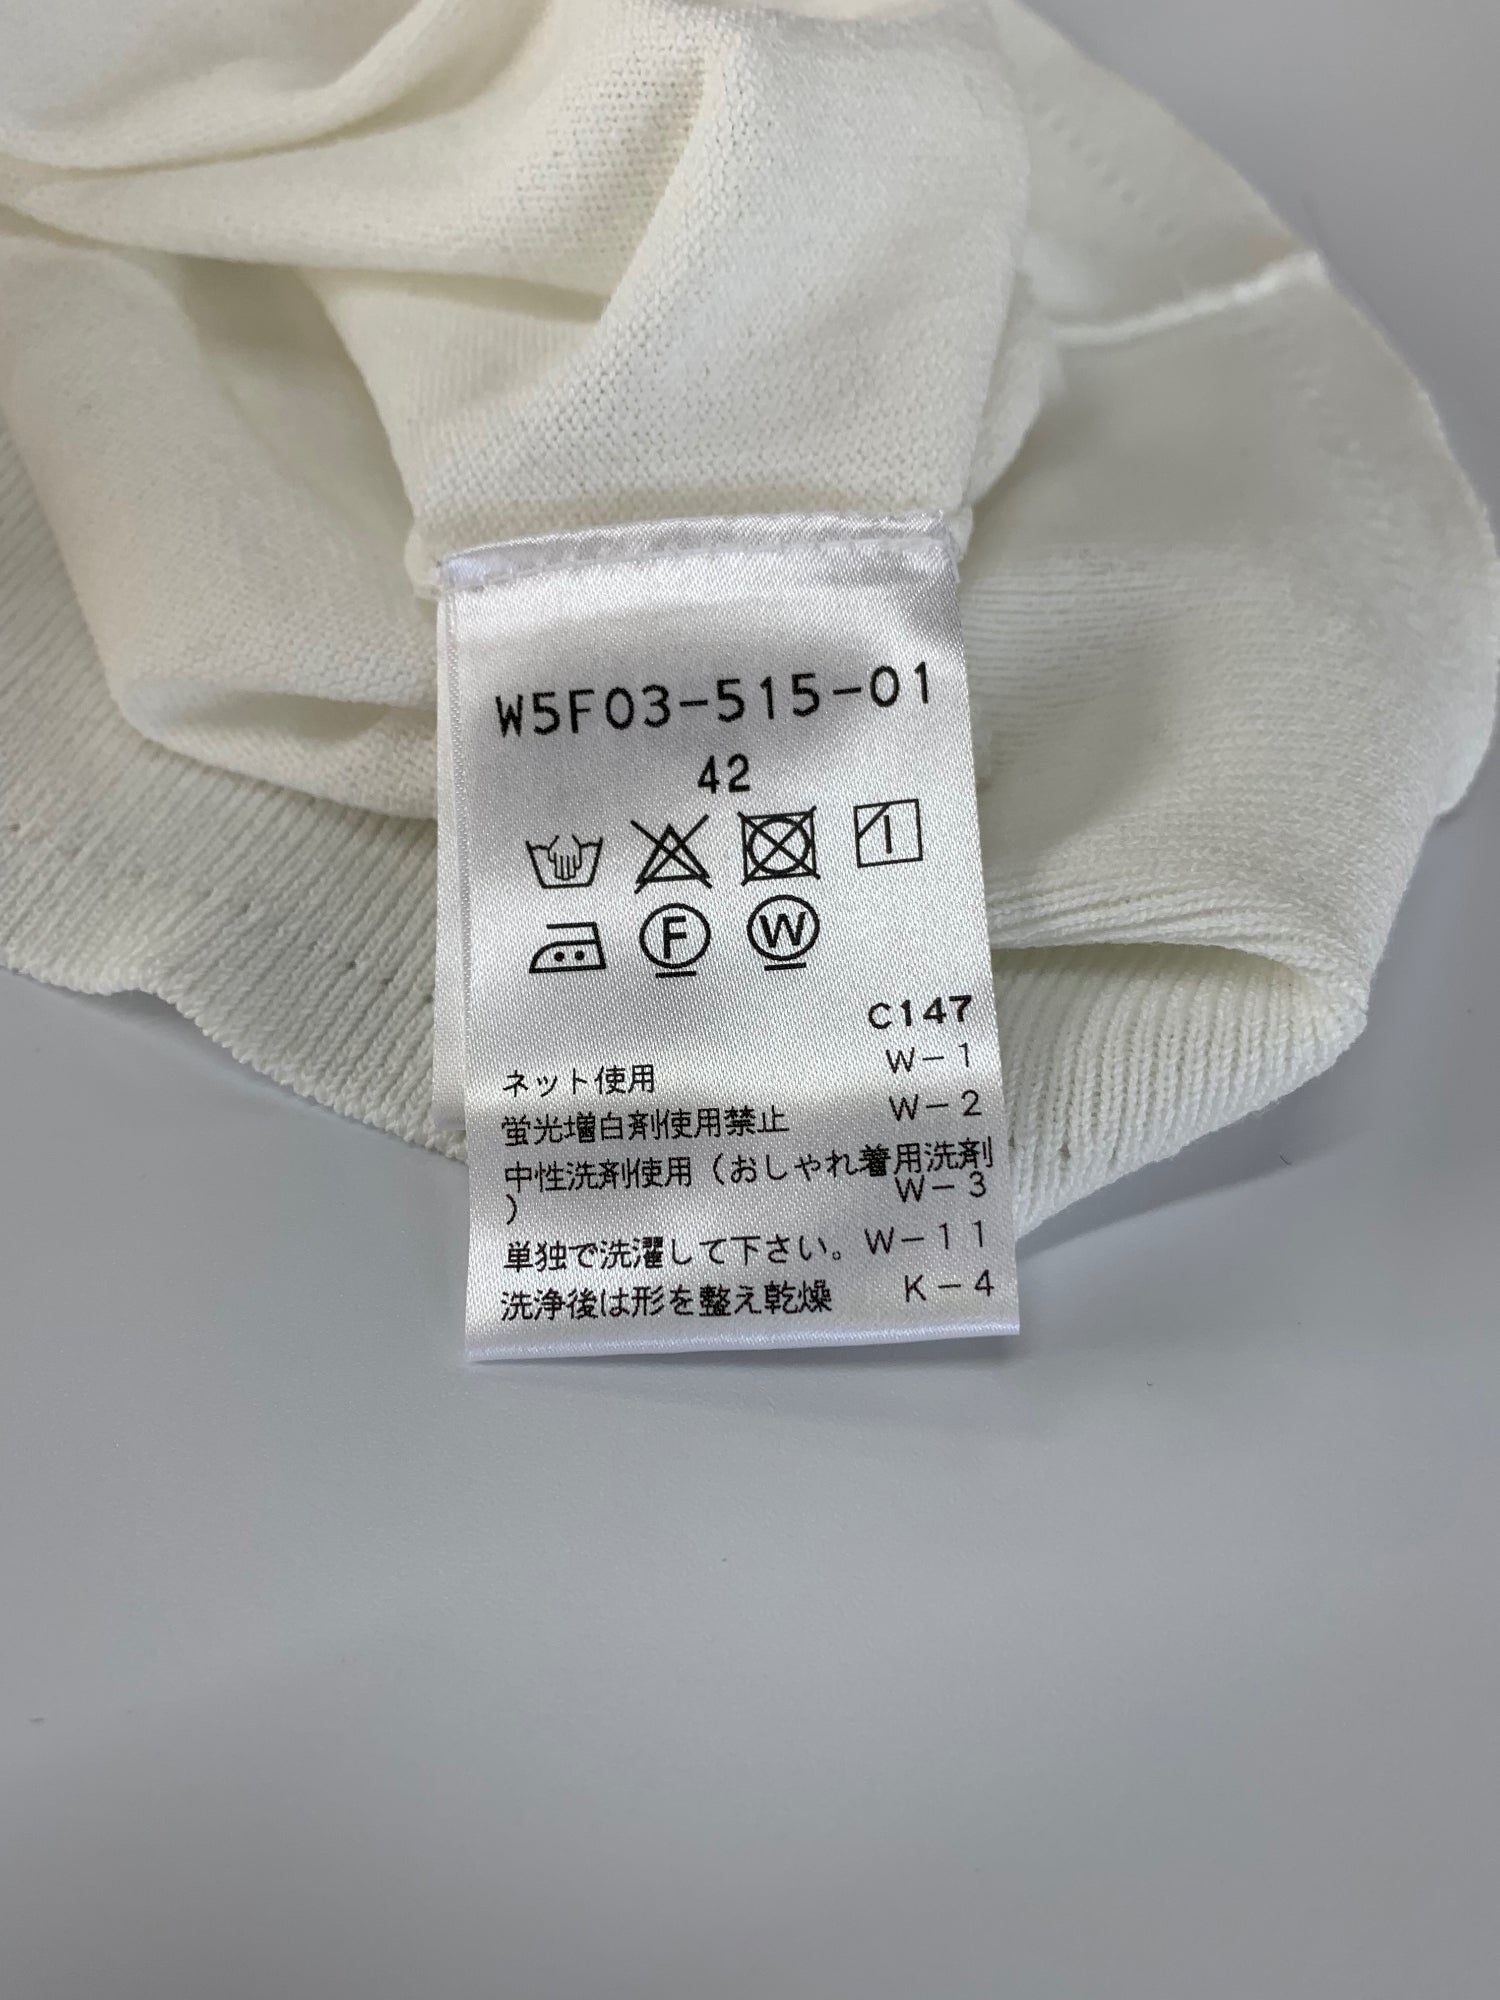 W5F03-515-01
42
F W
C147
ネット使用 W-1
蛍光増白剤使用禁止 W-2
中性洗剤使用(おしゃれ着用洗剤
) W-3
単独で洗濯して下さい。W-11
洗浄後は形を整え乾燥 K-4